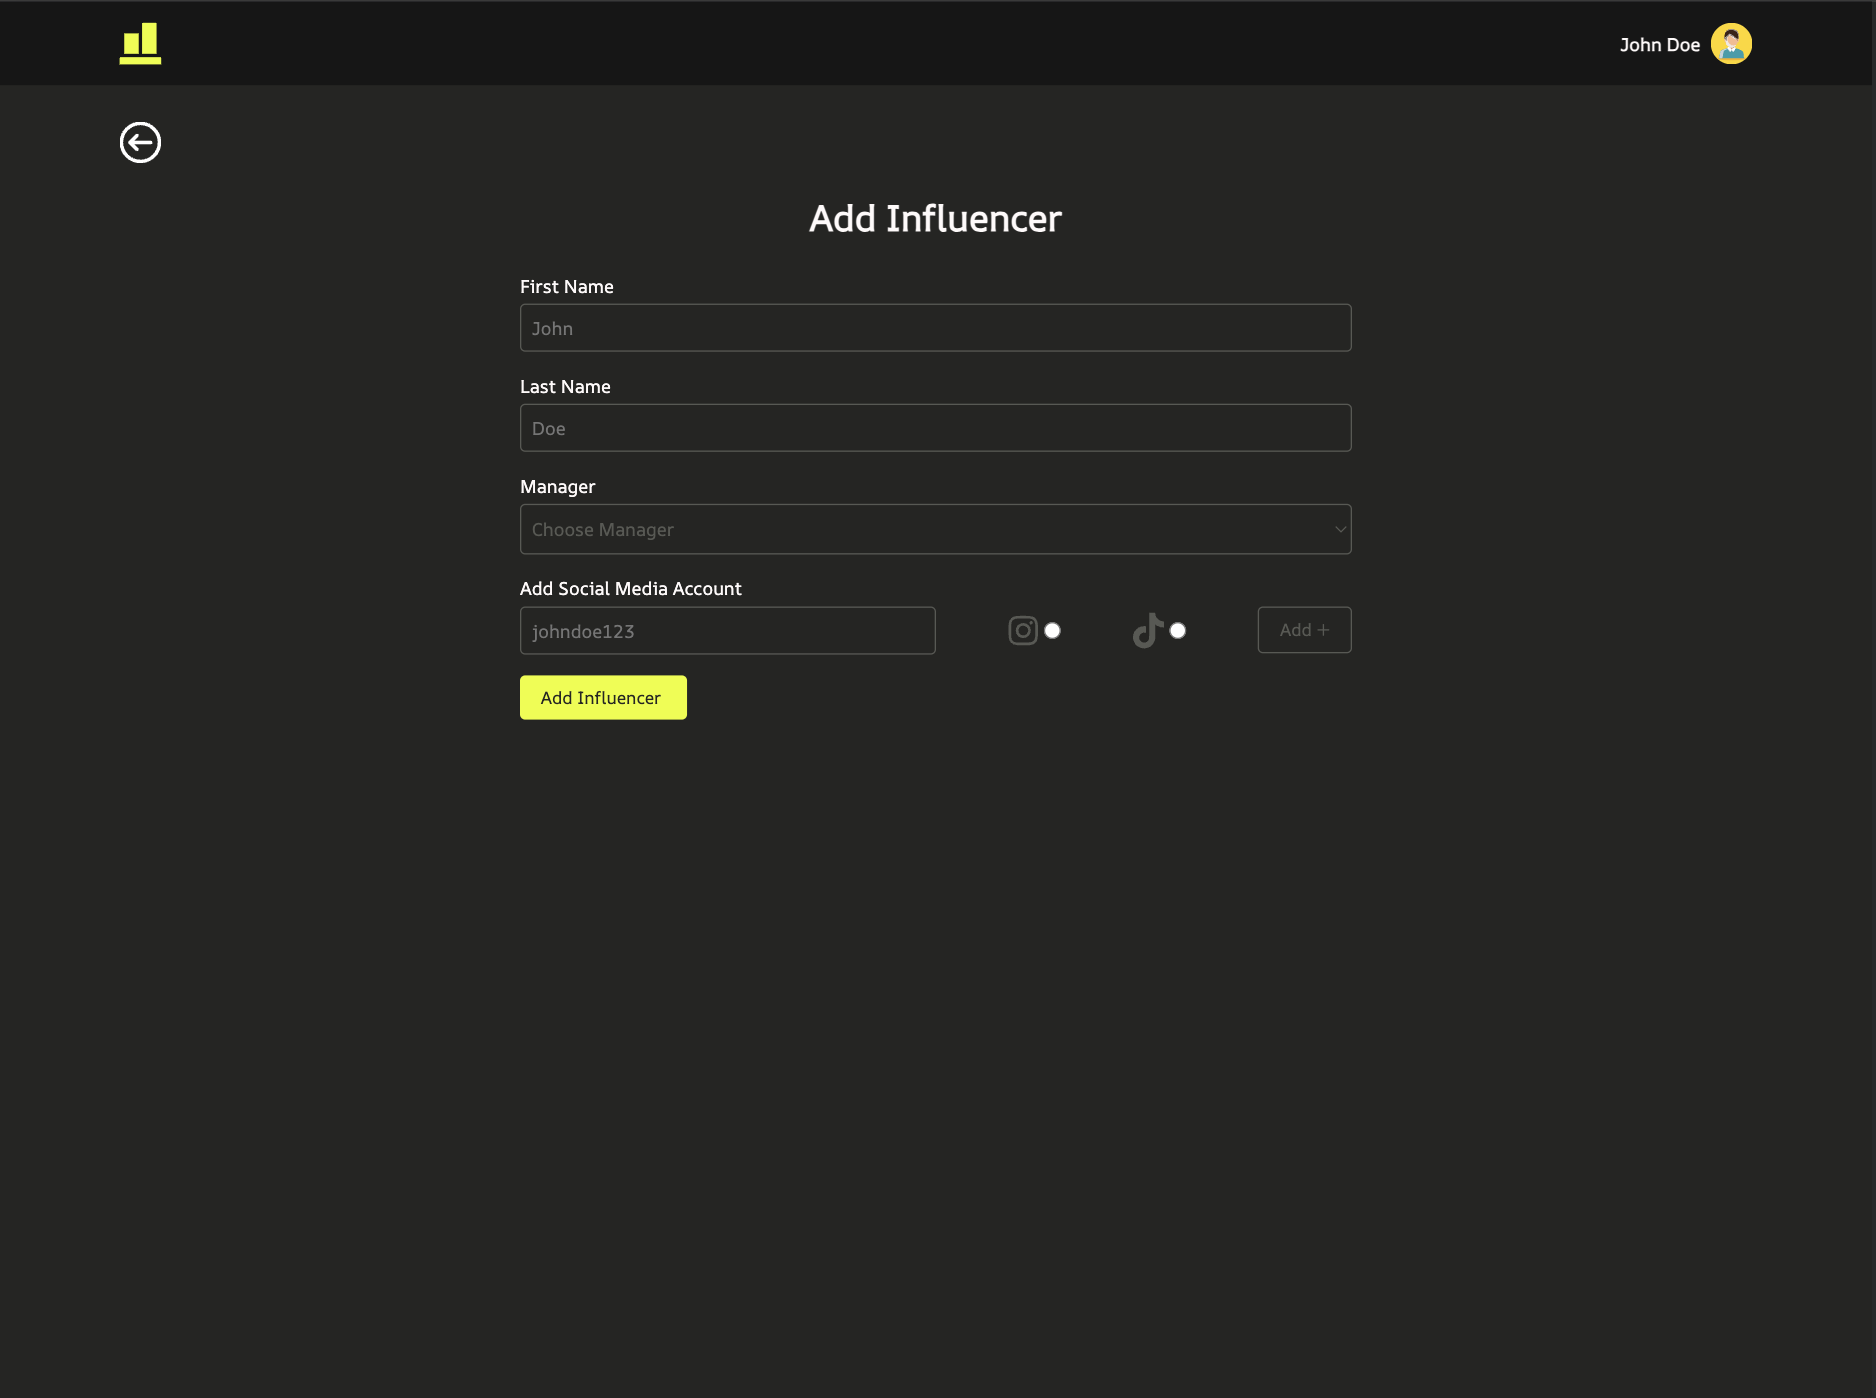 John Doe
Add Influencer
First Name
John
Last Name
Doe
Manager
Choose Manager
Add Social Media Account
johndoe123
Add +
Add Influencer